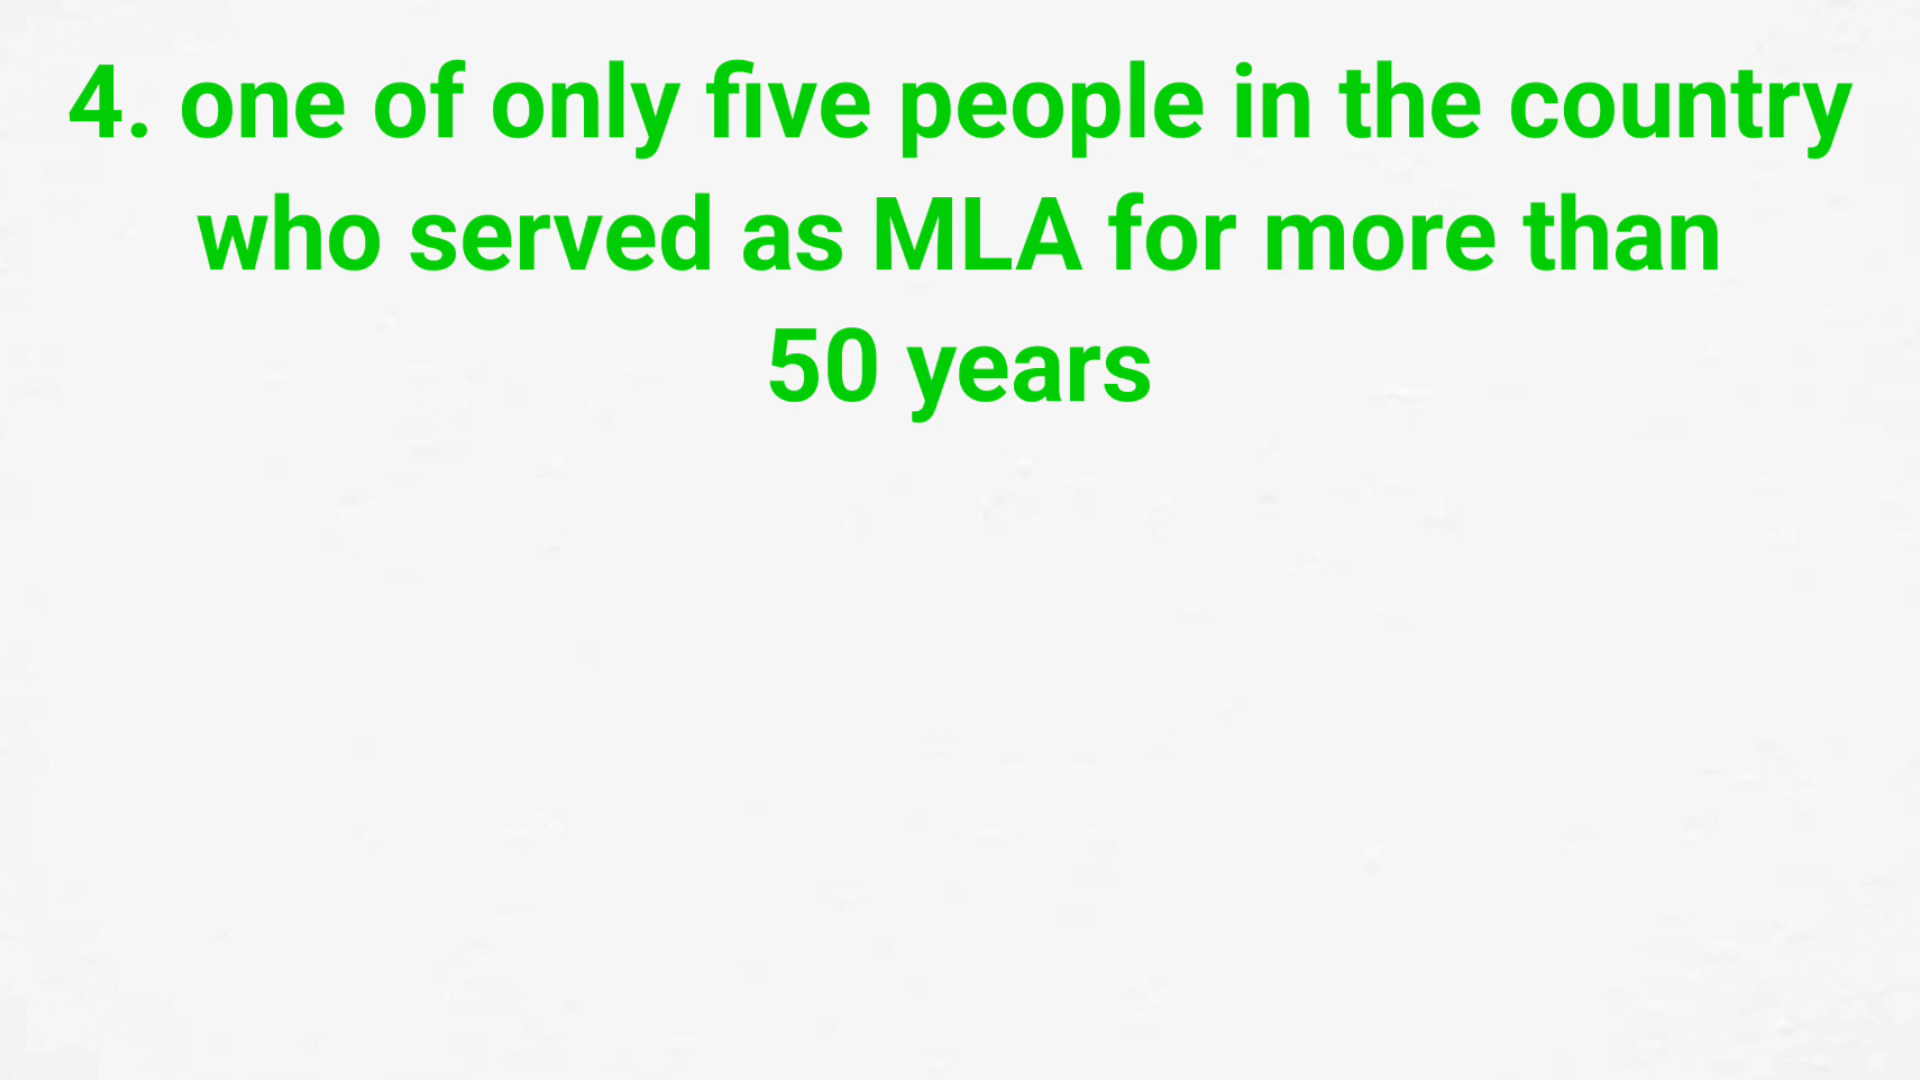 4. one of only five people in the country
who served as MLA for more than
50 years